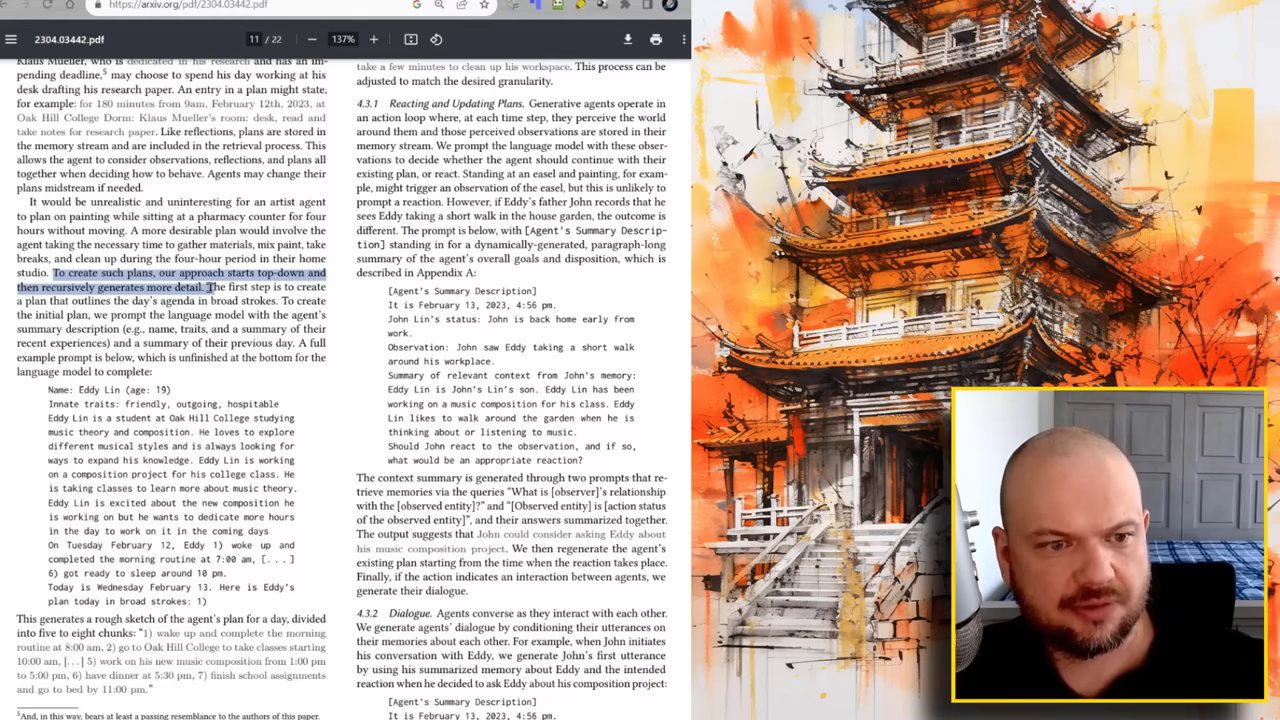 https://arxiv.org/pdf/2304.03442.pdf
2304.03442.pdf
11 / 22
137%
Klaus Mueller, who is dedicated in his research and has an im-
pending deadline,⁵ may choose to spend his day working at his
desk drafting his research paper. An entry in a plan might state,
for example: for 180 minutes from 9am, February 12th, 2023, at
Oak Hill College Dorm: Klaus Mueller's room: desk, read and
take notes for research paper. Like reflections, plans are stored in
the memory stream and are included in the retrieval process. This
allows the agent to consider observations, reflections, and plans all
together when deciding how to behave. Agents may change their
plans midstream if needed.
It would be unrealistic and uninteresting for an artist agent
to plan on painting while sitting at a pharmacy counter for four
hours without moving. A more desirable plan would involve the
agent taking the necessary time to gather materials, mix paint, take
breaks, and clean up during the four-hour period in their home
studio. To create such plans, our approach starts top-down and
then recursively generates more detail. The first step is to create
a plan that outlines the day's agenda in broad strokes. To create
the initial plan, we prompt the language model with the agent's
summary description (e.g., name, traits, and a summary of their
recent experiences) and a summary of their previous day. A full
example prompt is below, which is unfinished at the bottom for the
language model to complete:
Name: Eddy Lin (age: 19)
Innate traits: friendly, outgoing, hospitable
Eddy Lin is a student at Oak Hill College studying
music theory and composition. He loves to explore
different musical styles and is always looking for
ways to expand his knowledge. Eddy Lin is working
on a composition project for his college class. He
is taking classes to learn more about music theory.
Eddy Lin is excited about the new composition he
is working on but he wants to dedicate more hours
in the day to work on it in the coming days
On Tuesday February 12, Eddy 1) woke up and
completed the morning routine at 7:00 am, [. . . ]
6) got ready to sleep around 10 pm.
Today is Wednesday February 13. Here is Eddy's
plan today in broad strokes: 1)
This generates a rough sketch of the agent's plan for a day, divided
into five to eight chunks: "1) wake up and complete the morning
routine at 8:00 am, 2) go to Oak Hill College to take classes starting
10:00 am, [. . . ] 5) work on his new music composition from 1:00 pm
to 5:00 pm, 6) have dinner at 5:30 pm, 7) finish school assignments
and go to bed by 11:00 pm."
⁵And, in this way, bears at least a passing resemblance to the authors of this paper.
take a few minutes to clean up his workspace. This process can be
adjusted to match the desired granularity.
4.3.1 Reacting and Updating Plans. Generative agents operate in
an action loop where, at each time step, they perceive the world
around them and those perceived observations are stored in their
memory stream. We prompt the language model with these obser-
vations to decide whether the agent should continue with their
existing plan, or react. Standing at an easel and painting, for exam-
ple, might trigger an observation of the easel, but this is unlikely to
prompt a reaction. However, if Eddy's father John records that he
sees Eddy taking a short walk in the house garden, the outcome is
different. The prompt is below, with [Agent's Summary Descrip-
tion] standing in for a dynamically-generated, paragraph-long
summary of the agent's overall goals and disposition, which is
described in Appendix A:
[Agent's Summary Description]
It is February 13, 2023, 4:56 pm.
John Lin's status: John is back home early from
work.
Observation: John saw Eddy taking a short walk
around his workplace.
Summary of relevant context from John's memory:
Eddy Lin is John's Lin's son. Eddy Lin has been
working on a music composition for his class. Eddy
Lin likes to walk around the garden when he is
thinking about or listening to music.
Should John react to the observation, and if so,
what would be an appropriate reaction?
The context summary is generated through two prompts that re-
trieve memories via the queries "What is [observer]'s relationship
with the [observed entity]?" and "[Observed entity] is [action status
of the observed entity]", and their answers summarized together.
The output suggests that John could consider asking Eddy about
his music composition project. We then regenerate the agent's
existing plan starting from the time when the reaction takes place.
Finally, if the action indicates an interaction between agents, we
generate their dialogue.
4.3.2 Dialogue. Agents converse as they interact with each other.
We generate agents' dialogue by conditioning their utterances on
their memories about each other. For example, when John initiates
his conversation with Eddy, we generate John's first utterance
by using his summarized memory about Eddy and the intended
reaction when he decided to ask Eddy about his composition project:
[Agent's Summary Description]
It is February 13, 2023, 4:56 pm.